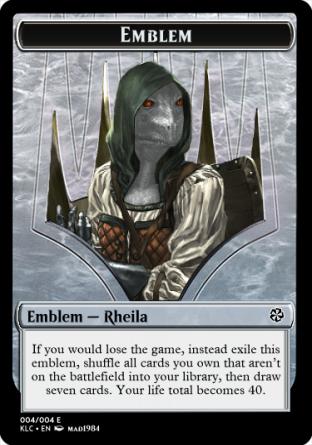 EMBLEM
Emblem — Rheila
If you would lose the game, instead exile this
emblem, shuffle all cards you own that aren't
on the battlefield into your library, then draw
seven cards. Your life total becomes 40.
004/004 E
KLC • EN MAD1984